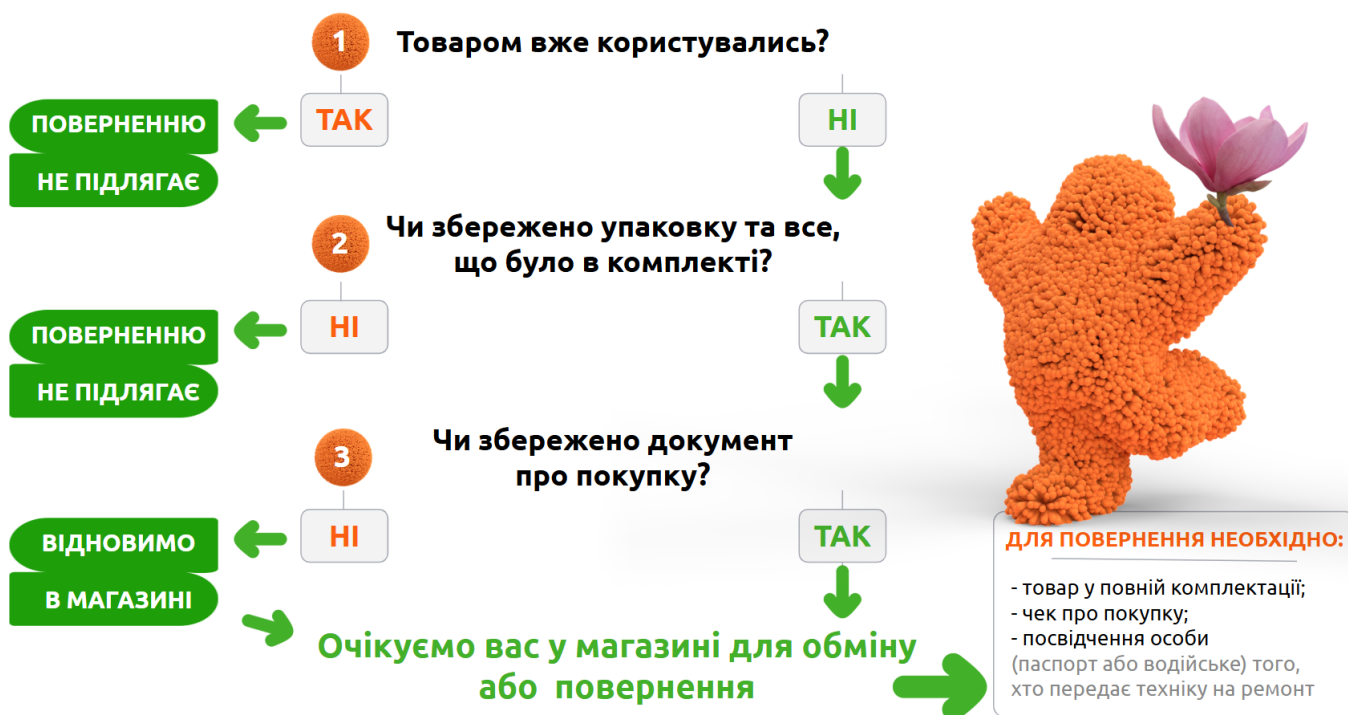 1
Товаром вже користувались?
ТАК
НІ
ПОВЕРНЕННЮ
НЕ ПІДЛЯГАЄ
2
Чи збережено упаковку та все,
що було в комплекті?
НІ
ТАК
ПОВЕРНЕННЮ
НЕ ПІДЛЯГАЄ
3
Чи збережено документ
про покупку?
НІ
ТАК
ВІДНОВИМО
В МАГАЗИНІ
Очікуємо вас у магазині для обміну
або повернення
ДЛЯ ПОВЕРНЕННЯ НЕОБХІДНО:
- товар у повній комплектації;
- чек про покупку;
- посвідчення особи
(паспорт або водійське) того,
хто передає техніку на ремонт